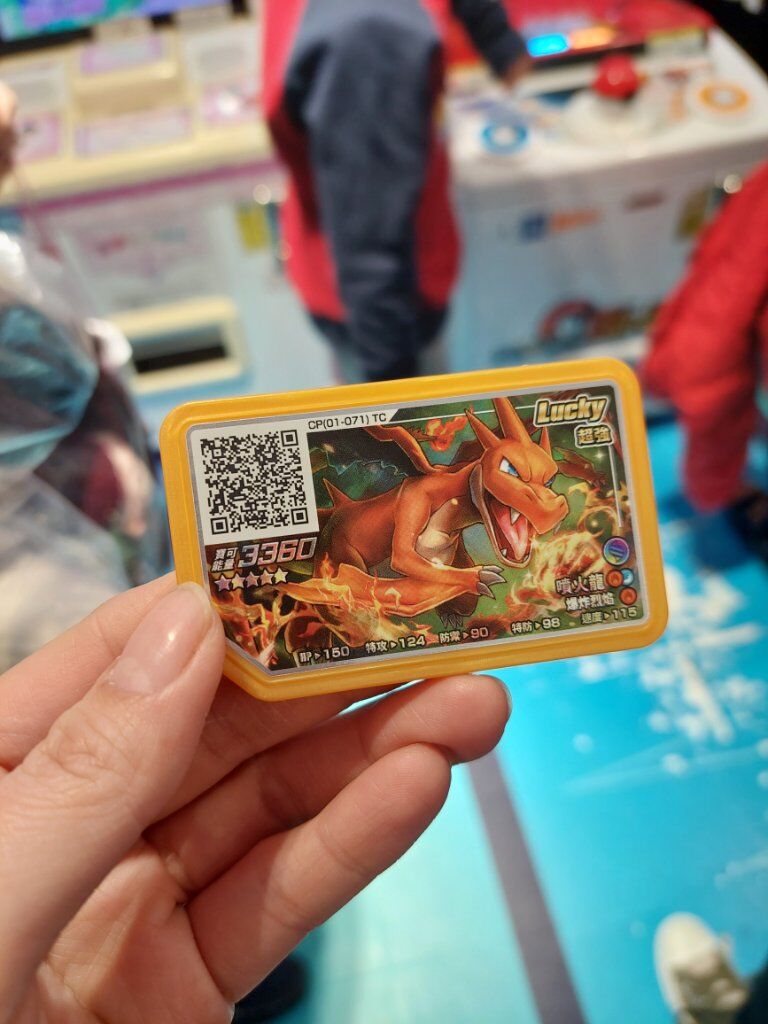 CP(01-071) TC
Lucky
超強
寶可
能量 3360
噴火龍
爆炸烈焰
HP▸150 特攻▸124 防禦▸90 特防▸98 速度▸115